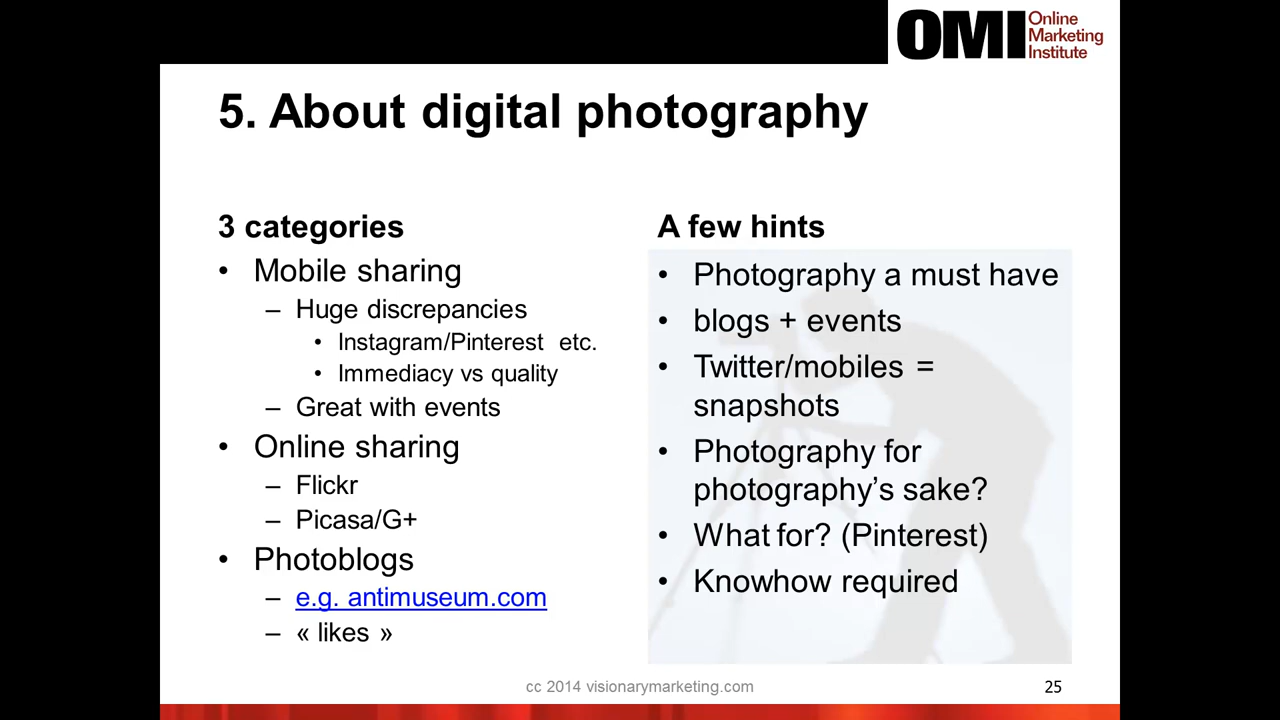 OMI Online
Marketing
Institute
5. About digital photography
3 categories
• Mobile sharing
– Huge discrepancies
• Instagram/Pinterest etc.
• Immediacy vs quality
– Great with events
• Online sharing
– Flickr
– Picasa/G+
• Photoblogs
– e.g. antimuseum.com
– « likes »
A few hints
• Photography a must have
• blogs + events
• Twitter/mobiles =
snapshots
• Photography for
photography’s sake?
• What for? (Pinterest)
• Knowhow required
cc 2014 visionarymarketing.com
25